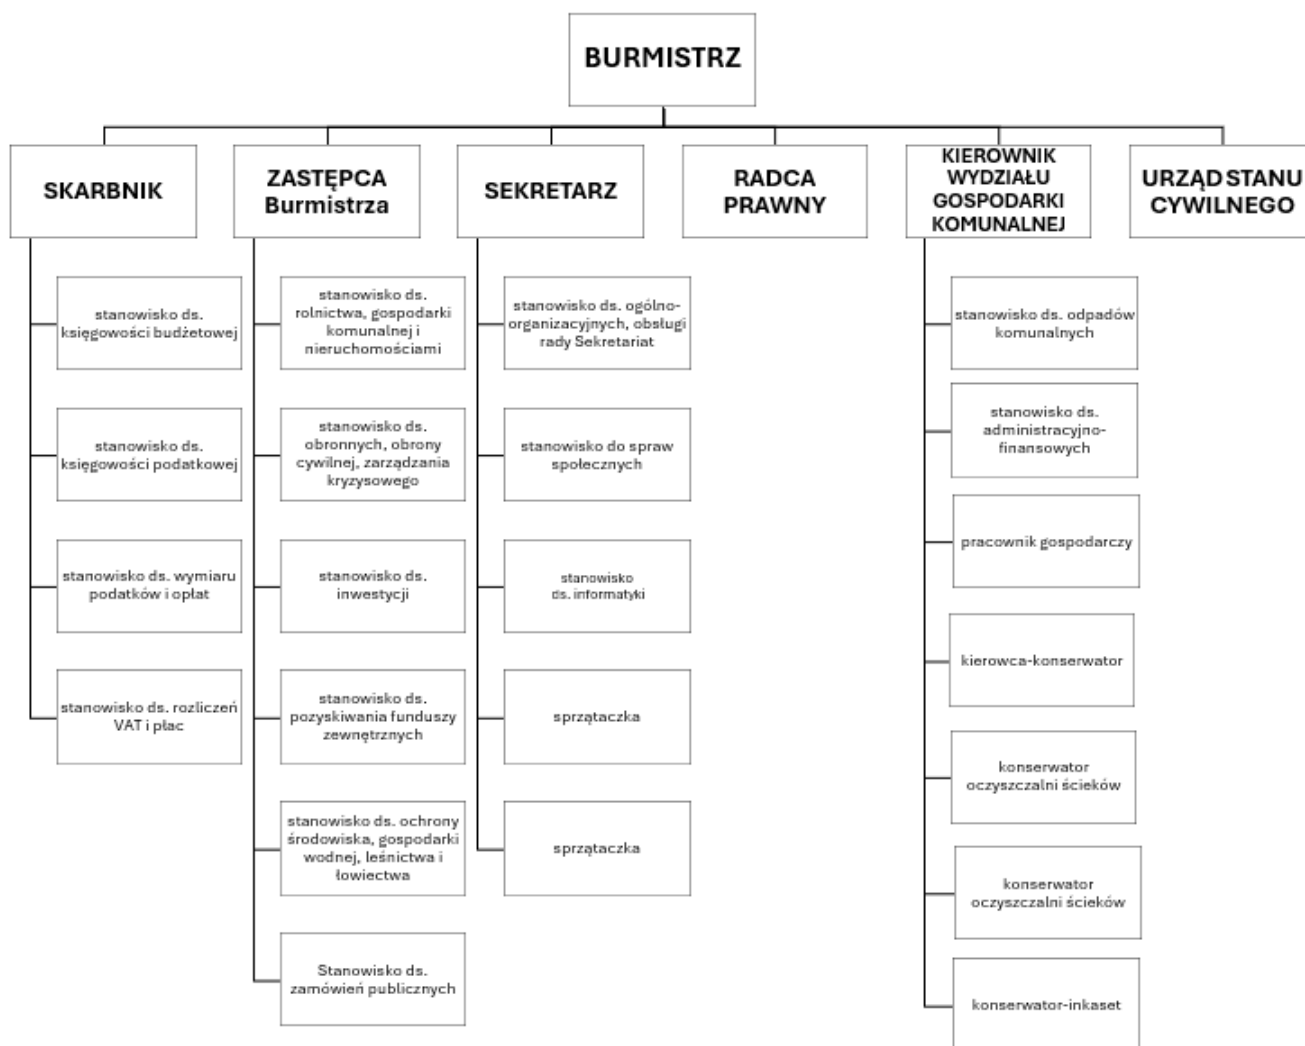 BURMISTRZ
SKARBNIK
ZASTĘPCA
Burmistrza
SEKRETARZ
RADCA
PRAWNY
KIEROWNIK
WYDZIAŁU
GOSPODARKI
KOMUNALNEJ
URZĄD STANU
CYWILNEGO
stanowisko ds.
księgowości budżetowej
stanowisko ds.
księgowości podatkowej
stanowisko ds. wymiaru
podatków i opłat
stanowisko ds. rozliczeń
VAT i płac
stanowisko ds.
rolnictwa, gospodarki
komunalnej i
nieruchomościami
stanowisko ds.
obronnych, obrony
cywilnej, zarządzania
kryzysowego
stanowisko ds.
inwestycji
stanowisko ds.
pozyskiwania funduszy
zewnętrznych
stanowisko ds. ochrony
środowiska, gospodarki
wodnej, leśnictwa i
łowiectwa
Stanowisko ds.
zamówień publicznych
stanowisko ds. ogólno-
organizacyjnych, obsługi
rady Sekretariat
stanowisko do spraw
społecznych
stanowisko
ds. informatyki
sprzątaczka
sprzątaczka
stanowisko ds. odpadów
komunalnych
stanowisko ds.
administracyjno-
finansowych
pracownik gospodarczy
kierowca-konserwator
konserwator
oczyszczalni ścieków
konserwator
oczyszczalni ścieków
konserwator-inkaset